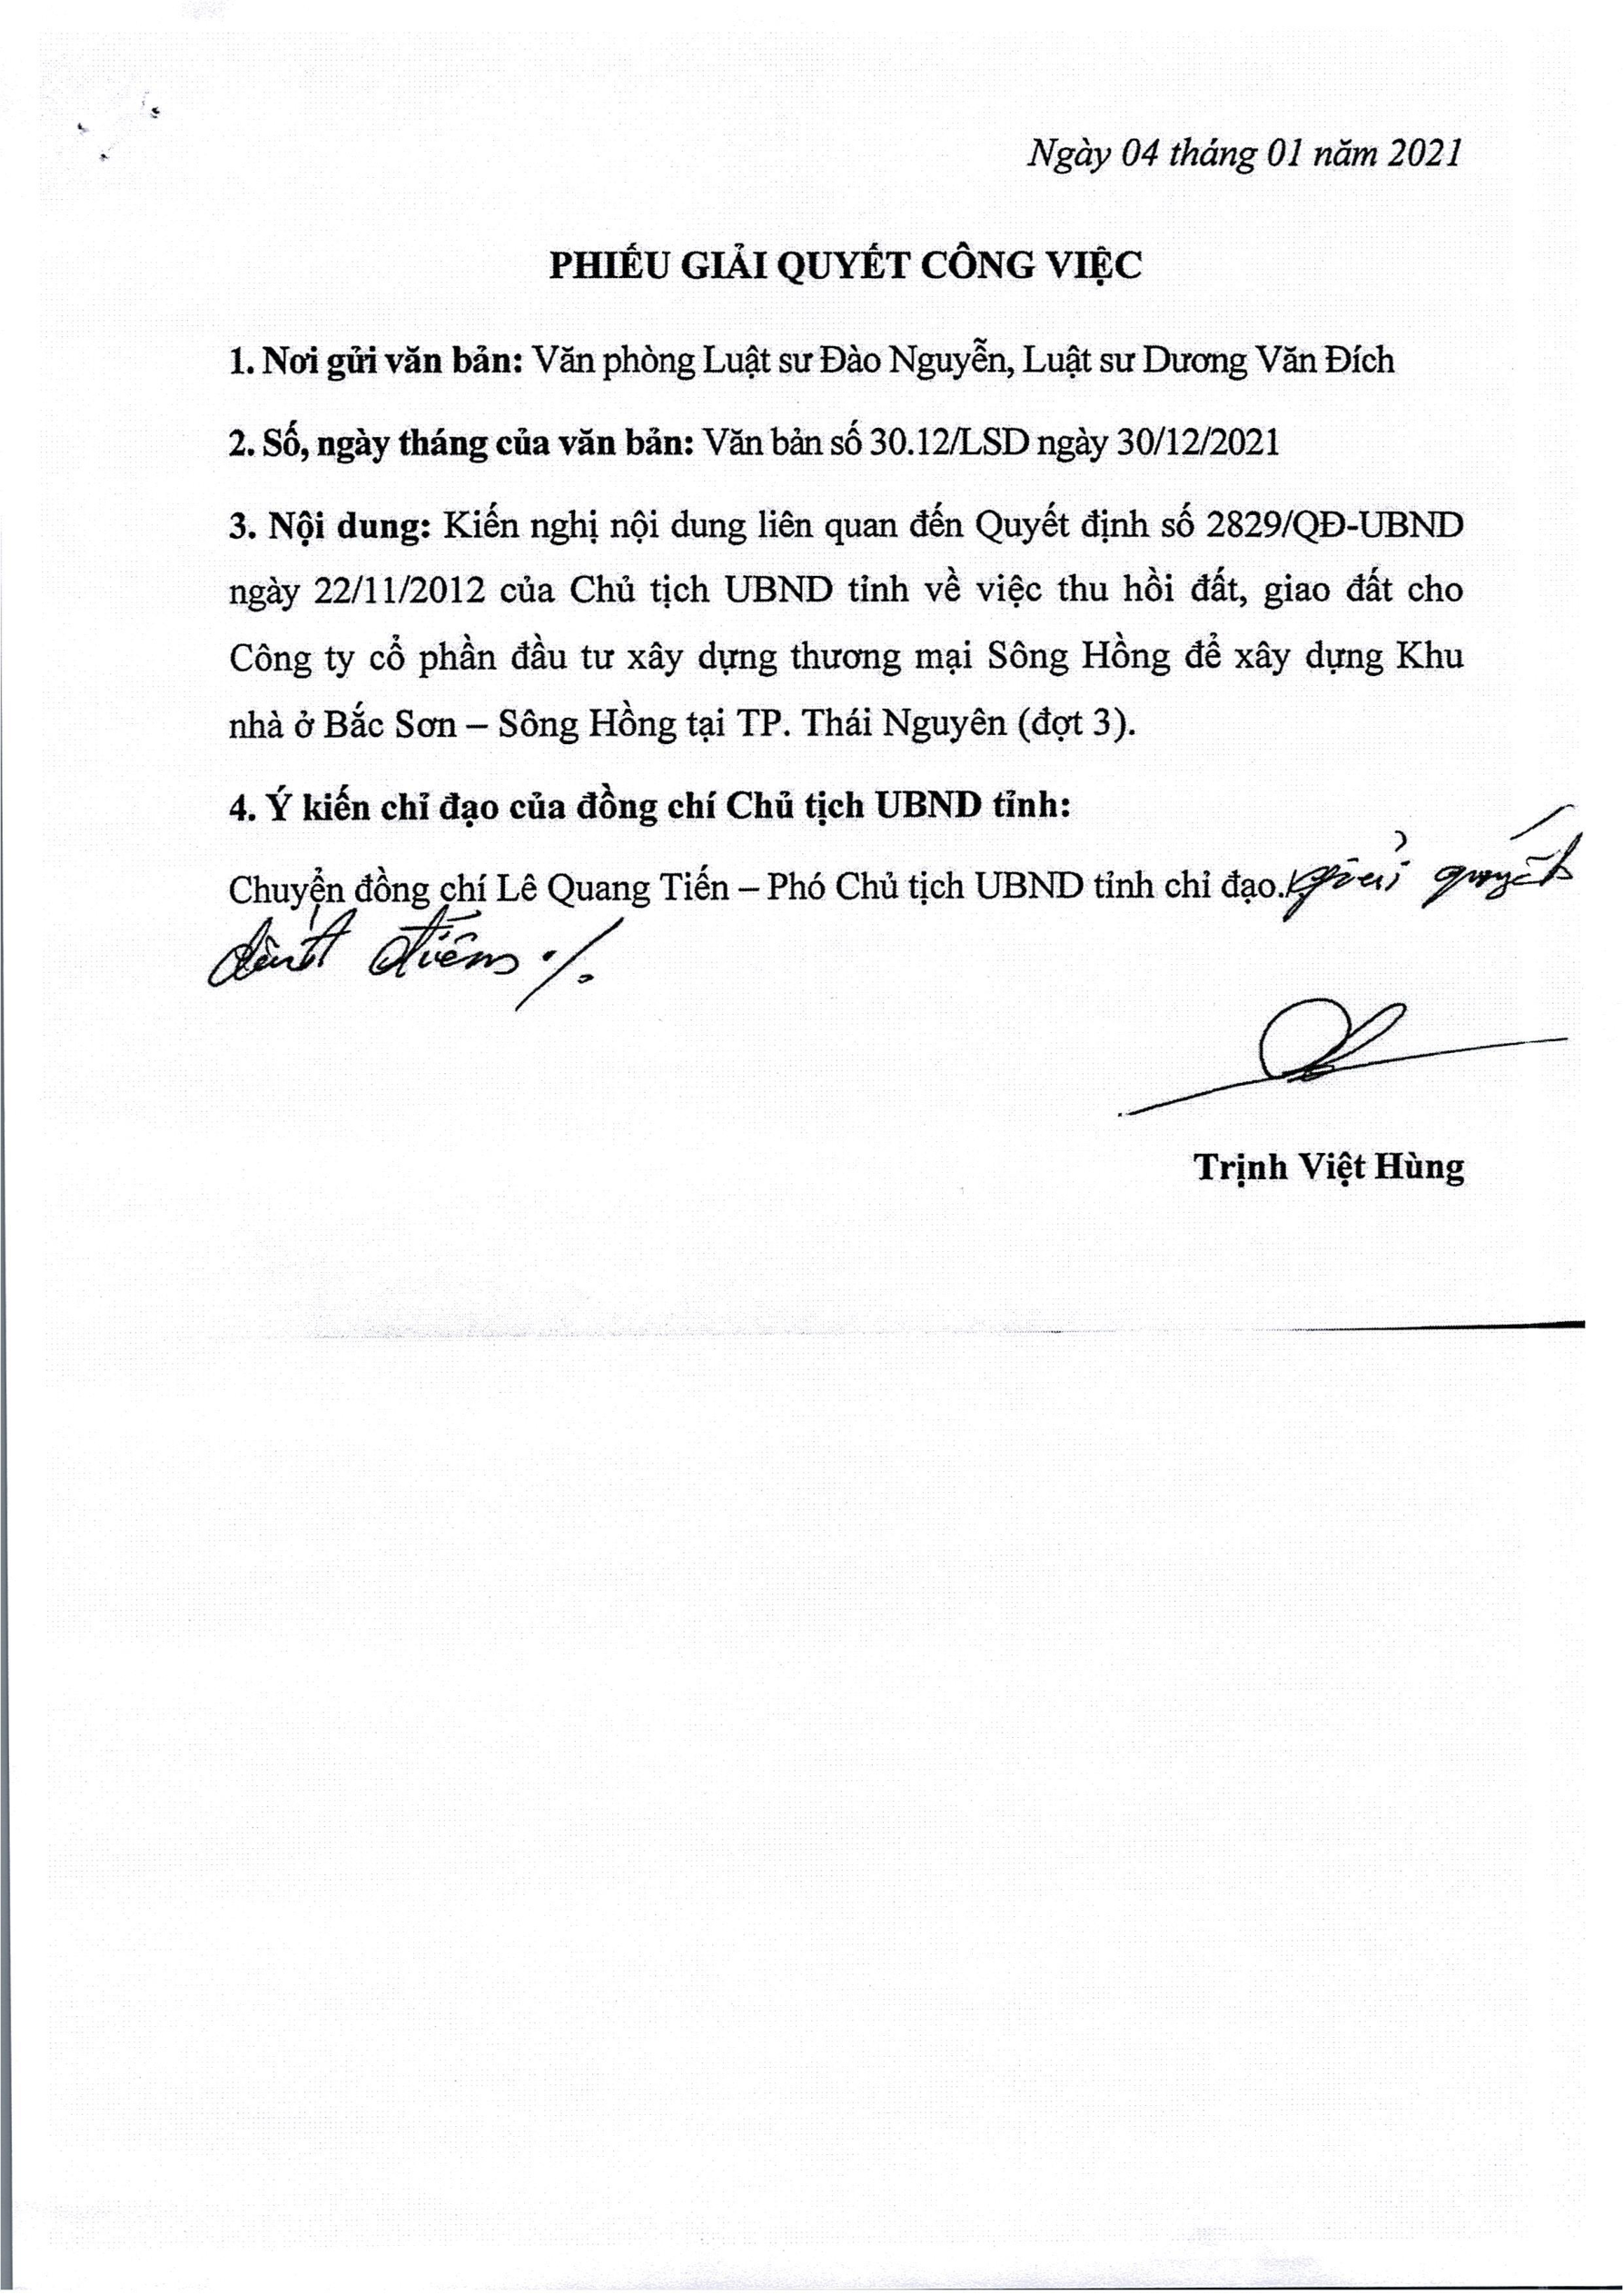 Ngày 04 tháng 01 năm 2021
PHIẾU GIẢI QUYẾT CÔNG VIỆC
1. Nơi gửi văn bản: Văn phòng Luật sư Đào Nguyễn, Luật sư Dương Văn Đích
2. Số, ngày tháng của văn bản: Văn bản số 30.12/LSD ngày 30/12/2021
3. Nội dung: Kiến nghị nội dung liên quan đến Quyết định số 2829/QĐ-UBND
ngày 22/11/2012 của Chủ tịch UBND tỉnh về việc thu hồi đất, giao đất cho
Công ty cổ phần đầu tư xây dựng thương mại Sông Hồng để xây dựng Khu
nhà ở Bắc Sơn – Sông Hồng tại TP. Thái Nguyên (đợt 3).
4. Ý kiến chỉ đạo của đồng chí Chủ tịch UBND tỉnh:
Chuyển đồng chí Lê Quang Tiến – Phó Chủ tịch UBND tỉnh chỉ đạo. giải quyết
dứt điểm ./.
Trịnh Việt Hùng